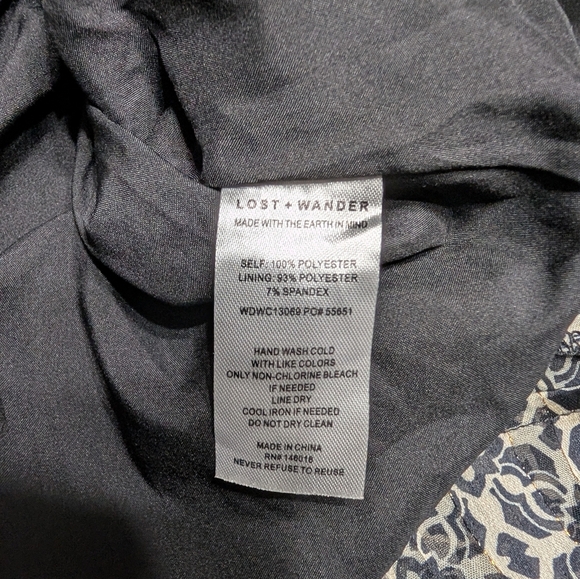 LOST + WANDER
MADE WITH THE EARTH IN MIND
SELF: 100% POLYESTER
LINING: 93% POLYESTER
7% SPANDEX
WDWC13069 PO# 55651
HAND WASH COLD
WITH LIKE COLORS
ONLY NON-CHLORINE BLEACH
IF NEEDED
LINE DRY
COOL IRON IF NEEDED
DO NOT DRY CLEAN
MADE IN CHINA
RN# 146016
NEVER REFUSE TO REUSE